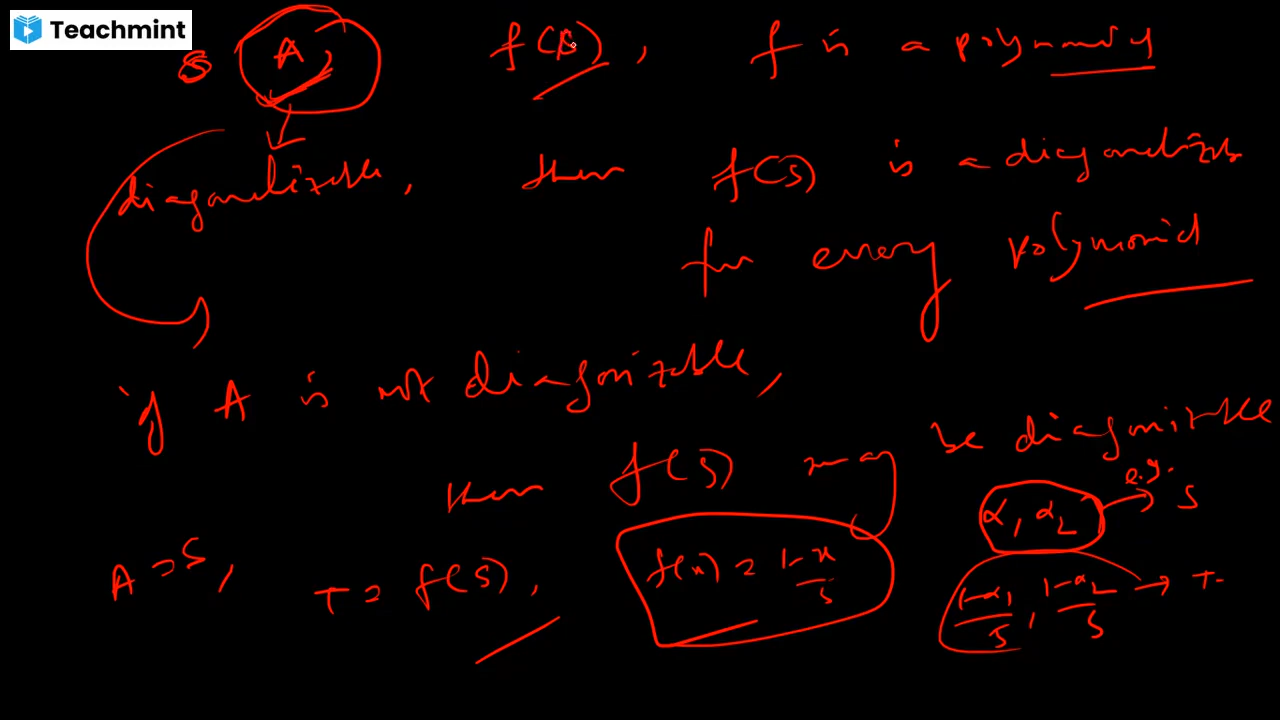 Teachmint
S A, f(S), f is a polynomial
diagonalizable, then f(S) is a diagonalizable
for every polynomial
if A is not diagonizable,
then f(S) may be diagonizable
α1, α2 e.g. → S
A = S, T = f(S), f(x) = 1-x/5
1-α1/5, 1-α2/5 → T